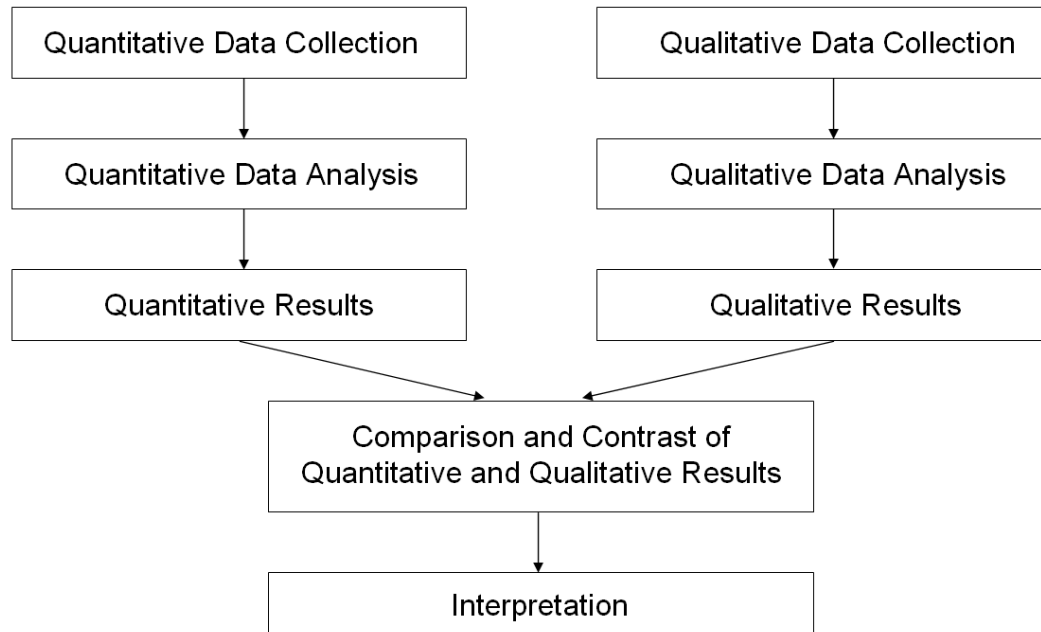 Quantitative Data Collection
Qualitative Data Collection
Quantitative Data Analysis
Qualitative Data Analysis
Quantitative Results
Qualitative Results
Comparison and Contrast of
Quantitative and Qualitative Results
Interpretation